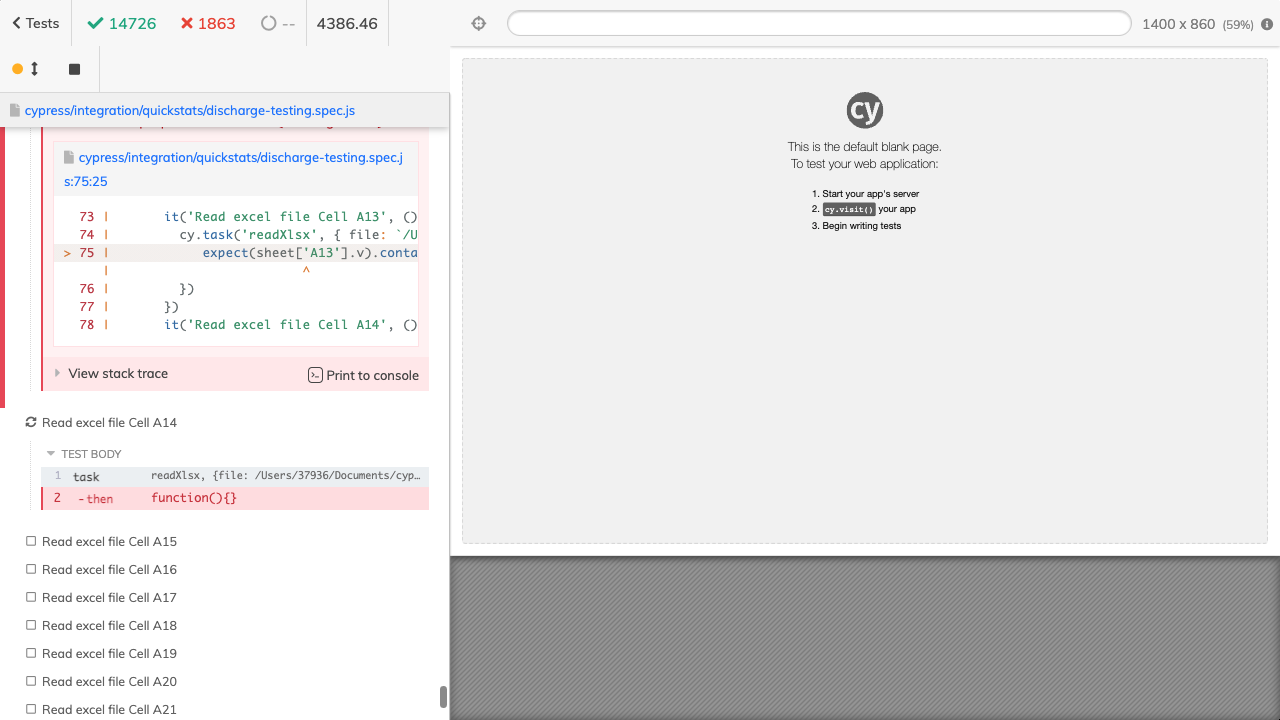 Tests
14726
1863
--
4386.46
1400 x 860 (59%)
cypress/integration/quickstats/discharge-testing.spec.js
cypress/integration/quickstats/discharge-testing.spec.j
s:75:25
73 | it('Read excel file Cell A13', ()
74 | cy.task('readXlsx', { file: `/U
> 75 | expect(sheet['A13'].v).conta
| ^
76 | })
77 | })
78 | it('Read excel file Cell A14', ()
View stack trace
Print to console
Read excel file Cell A14
TEST BODY
1 task readXlsx, {file: /Users/37936/Documents/cyp…
2 -then function(){}
Read excel file Cell A15
Read excel file Cell A16
Read excel file Cell A17
Read excel file Cell A18
Read excel file Cell A19
Read excel file Cell A20
Read excel file Cell A21
cy
This is the default blank page.
To test your web application:
1. Start your app's server
2. cy.visit() your app
3. Begin writing tests